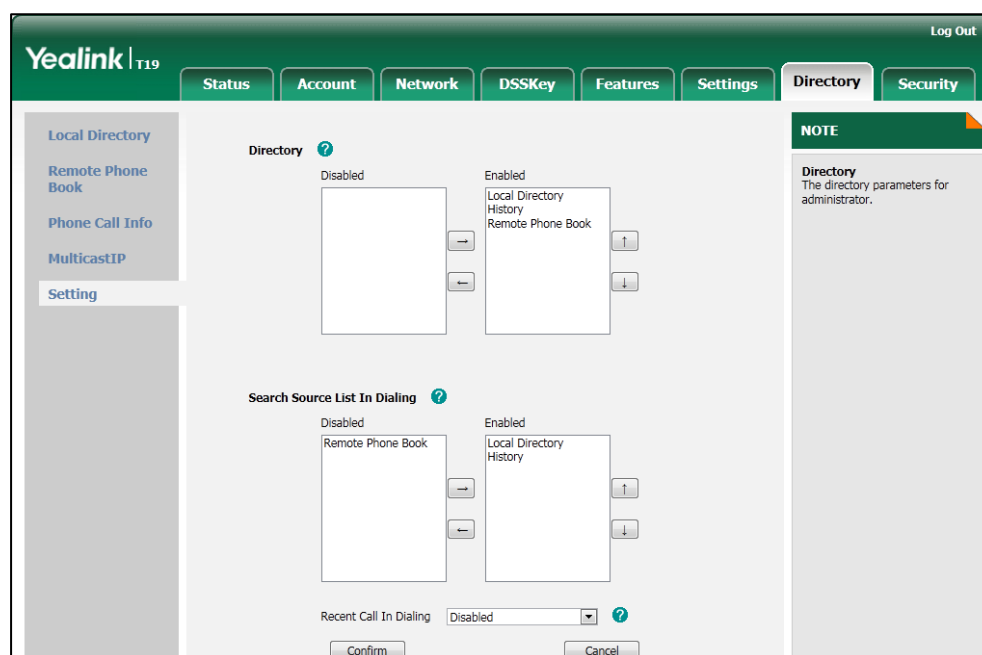 Log Out
Yealink | T19
Status Account Network DSSKey Features Settings Directory Security
Local Directory
Remote Phone
Book
Phone Call Info
MulticastIP
Setting
Directory ?
Disabled Enabled
Local Directory
History
Remote Phone Book
→ ↑
← ↓
Search Source List In Dialing ?
Disabled Enabled
Remote Phone Book Local Directory
History
→ ↑
← ↓
Recent Call In Dialing Disabled ?
Confirm Cancel
NOTE
Directory
The directory parameters for
administrator.